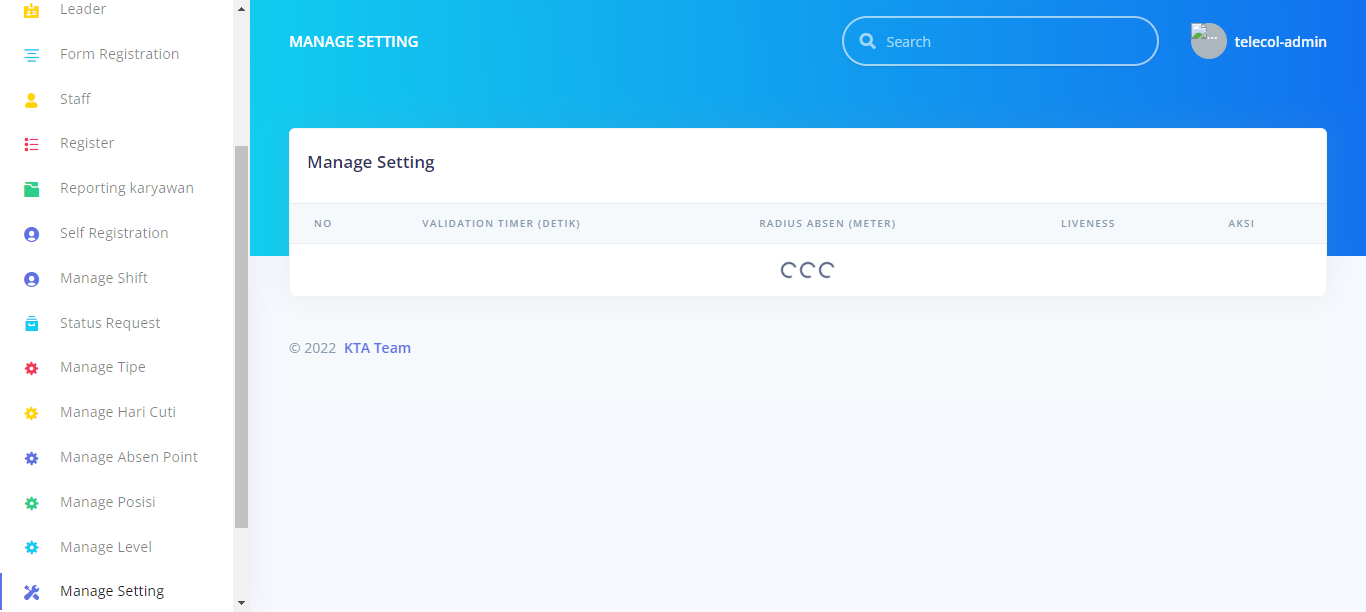 Leader
Form Registration
Staff
Register
Reporting karyawan
Self Registration
Manage Shift
Status Request
Manage Tipe
Manage Hari Cuti
Manage Absen Point
Manage Posisi
Manage Level
Manage Setting
MANAGE SETTING
Search
telecol-admin
Manage Setting
NO VALIDATION TIMER (DETIK) RADIUS ABSEN (METER) LIVENESS AKSI
© 2022 KTA Team